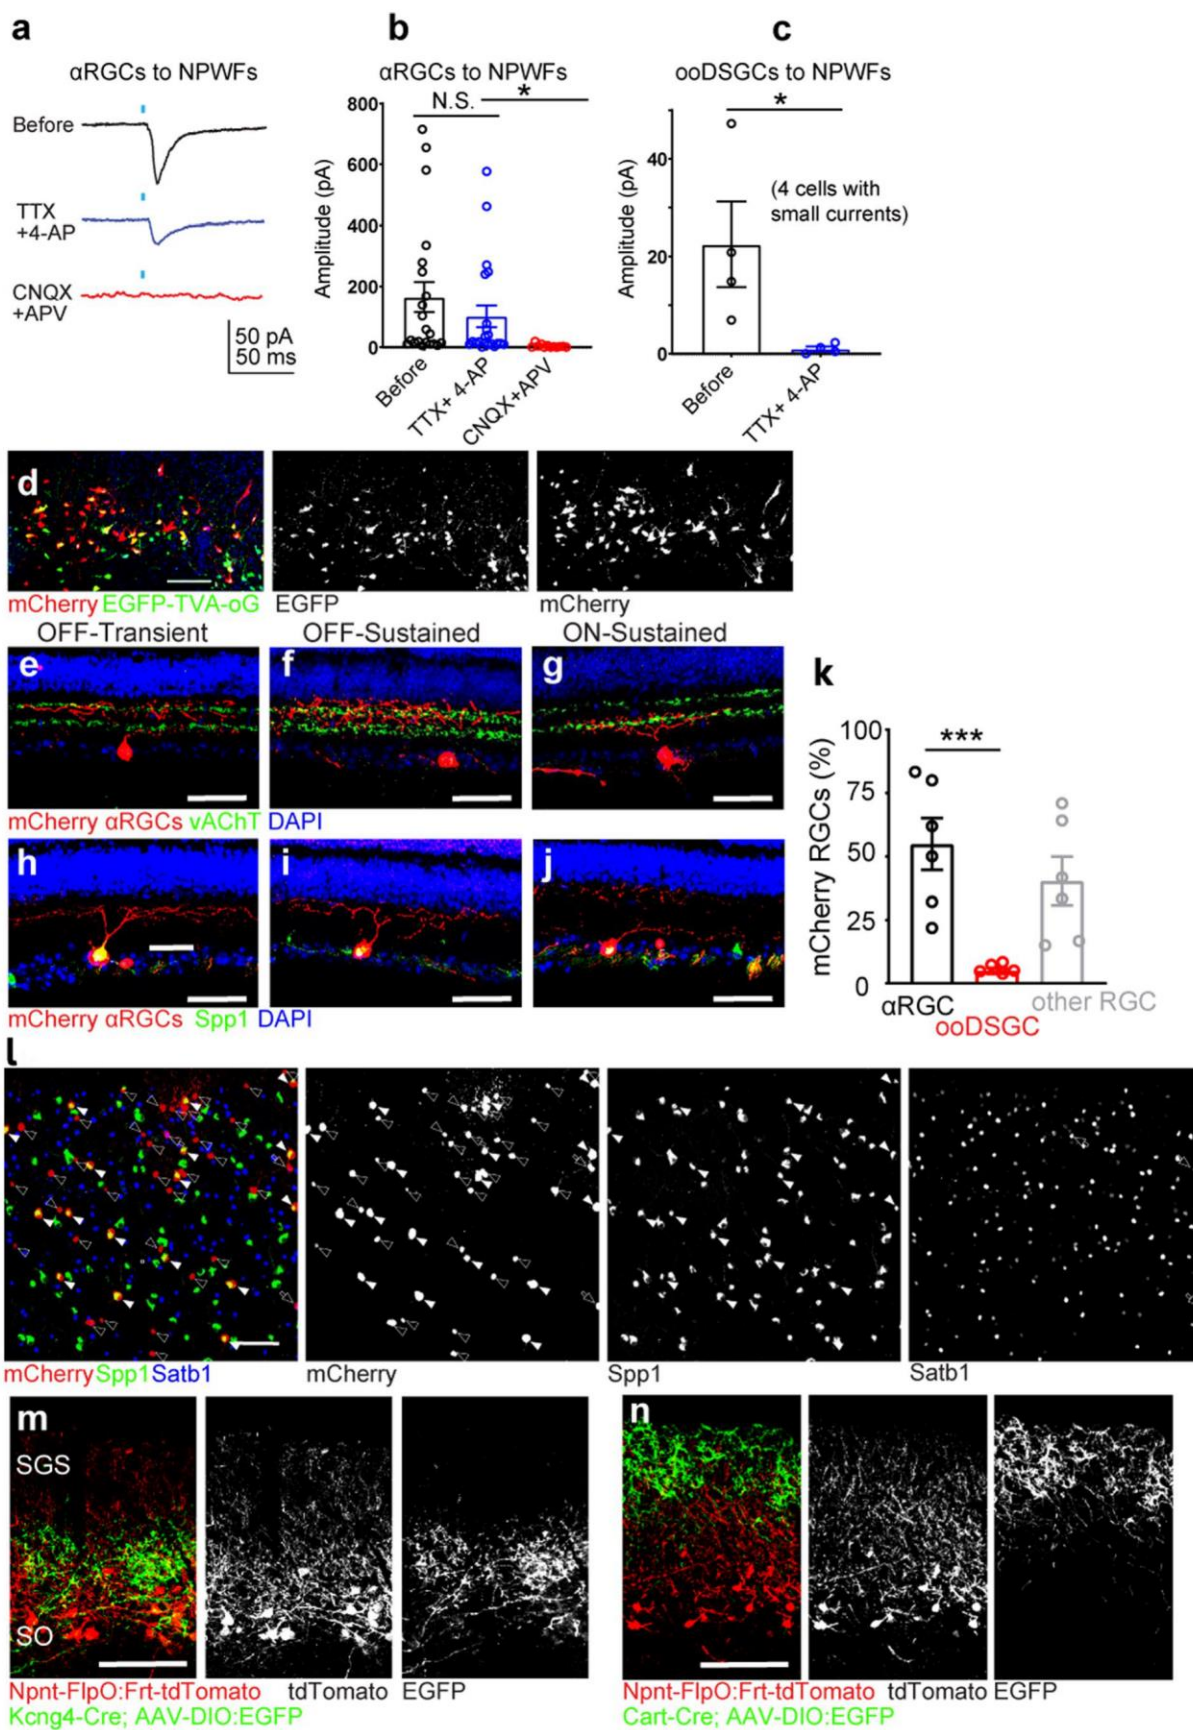 a
αRGCs to NPWFs
Before
TTX
+4-AP
CNQX
+APV
50 pA
50 ms
b
αRGCs to NPWFs
N.S.
*
Amplitude (pA)
800
600
400
200
0
Before
TTX+ 4-AP
CNQX+APV
c
ooDSGCs to NPWFs
*
(4 cells with
small currents)
Amplitude (pA)
40
20
0
Before
TTX+ 4-AP
d
mCherry EGFP-TVA-oG
EGFP
mCherry
OFF-Transient
OFF-Sustained
ON-Sustained
e
f
g
mCherry αRGCs vAChT DAPI
h
i
j
mCherry αRGCs Spp1 DAPI
k
***
mCherry RGCs (%)
100
75
50
25
0
αRGC
ooDSGC
other RGC
l
mCherry Spp1 Satb1
mCherry
Spp1
Satb1
m
SGS
SO
Npnt-FlpO:Frt-tdTomato
tdTomato
EGFP
Kcng4-Cre; AAV-DIO:EGFP
n
Npnt-FlpO:Frt-tdTomato
tdTomato
EGFP
Cart-Cre; AAV-DIO:EGFP